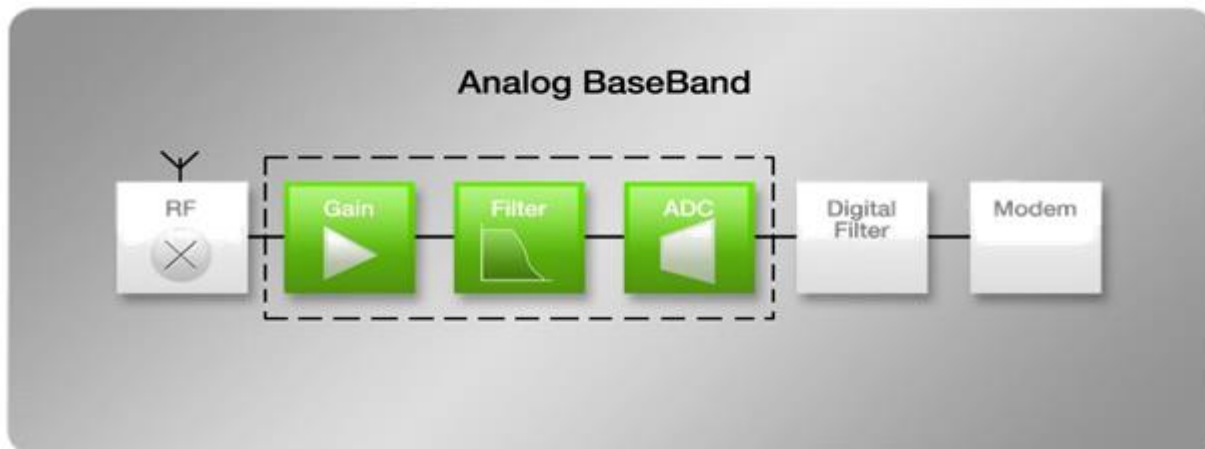 Analog BaseBand
RF
Gain
Filter
ADC
Digital
Filter
Modem